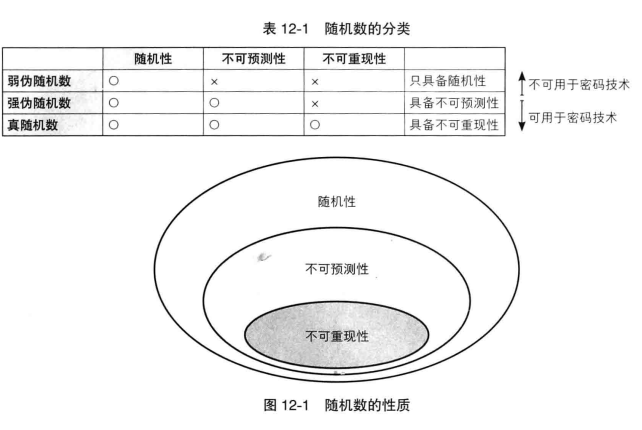 表 12-1 随机数的分类
随机性 不可预测性 不可重现性
弱伪随机数 ○ × × 只具备随机性
强伪随机数 ○ ○ × 具备不可预测性
真随机数 ○ ○ ○ 具备不可重现性
不可用于密码技术
可用于密码技术
随机性
不可预测性
不可重现性
图 12-1 随机数的性质